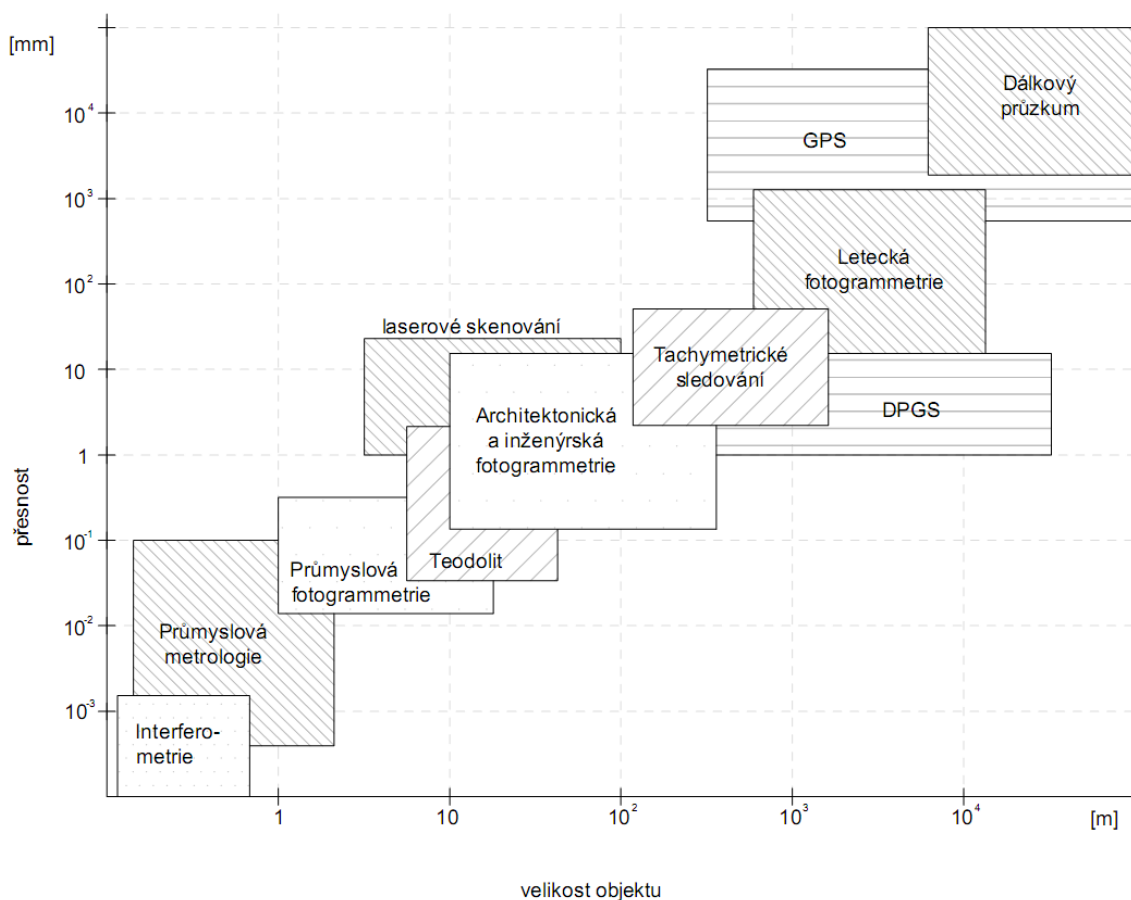 [mm]
Dálkový
průzkum
10⁴
GPS
10³
Letecká
fotogrammetrie
10²
laserové skenování
Tachymetrické
sledování
10
DPGS
Architektonická
a inženýrská
fotogrammetrie
1
přesnost
10⁻¹
Teodolit
Průmyslová
fotogrammetrie
10⁻²
Průmyslová
metrologie
10⁻³
Interfero-
metrie
1 10 10² 10³ 10⁴ [m]
velikost objektu